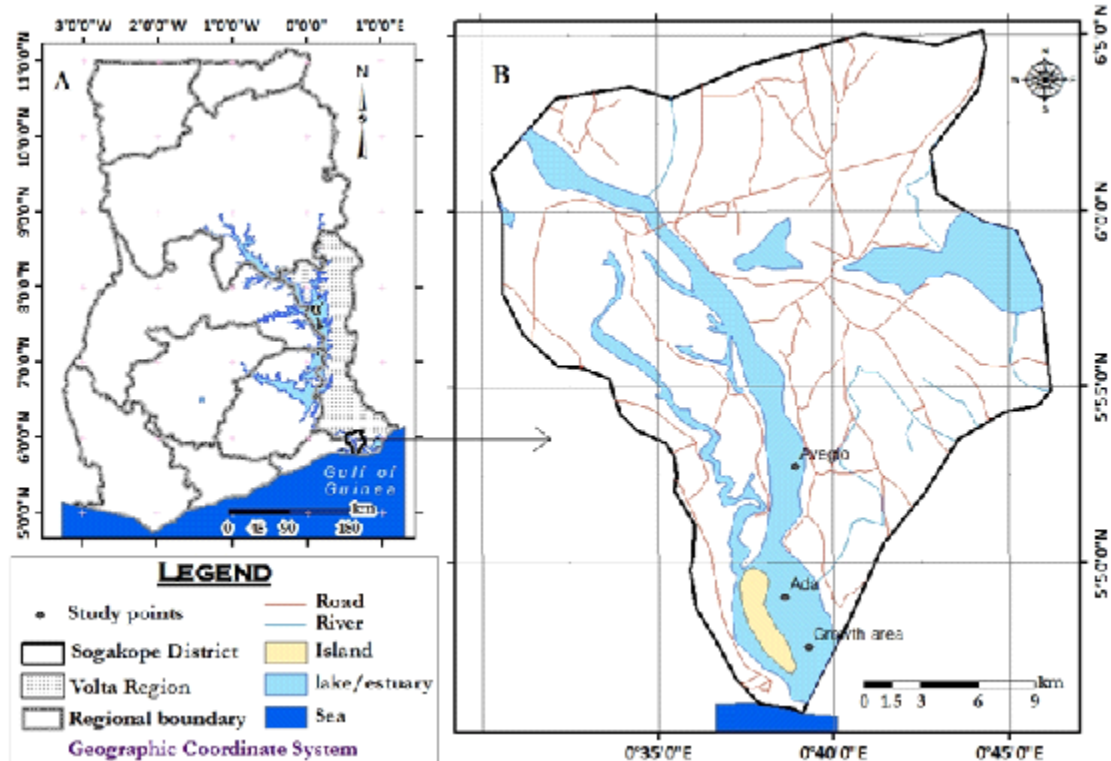 3°0'0"W 2°0'0"W 1°0'0"W 0°0'0" 1°0'0"E
A
N
11°0'0"N
10°0'0"N
9°0'0"N
8°0'0"N
7°0'0"N
6°0'0"N
5°0'0"N
Gulf of
Guinea
km
0 45 90 180
LEGEND
Study points
Sogakope District
Volta Region
Regional boundary
Road
River
Island
lake/estuary
Sea
Geographic Coordinate System
B
N
S
6°5'0"N
6°0'0"N
5°5'0"N
5°5'0"N
Aveglo
Ada
Growth area
km
0 1.5 3 6 9
0°35'0"E 0°40'0"E 0°45'0"E